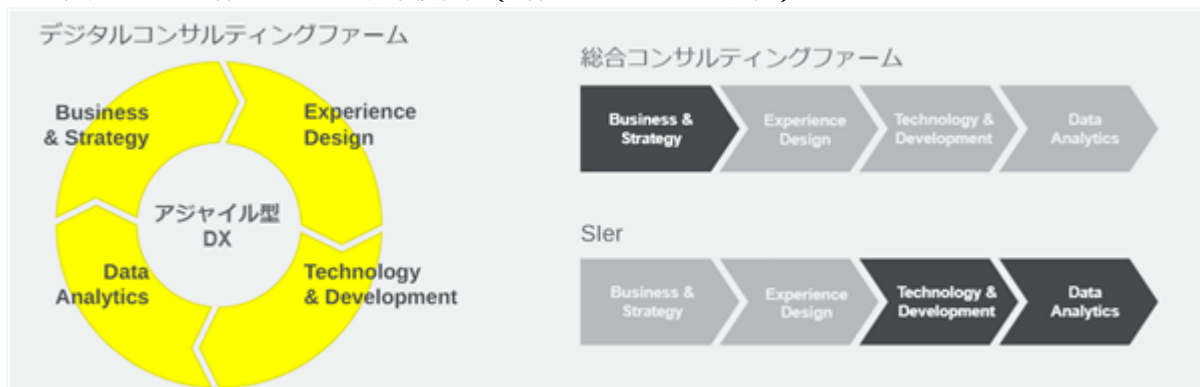 デジタルコンサルティングファーム
Business
& Strategy
Experience
Design
アジャイル型
DX
Data
Analytics
Technology
& Development
総合コンサルティングファーム
Business &
Strategy
Experience
Design
Technology &
Development
Data
Analytics
SIer
Business &
Strategy
Experience
Design
Technology &
Development
Data
Analytics